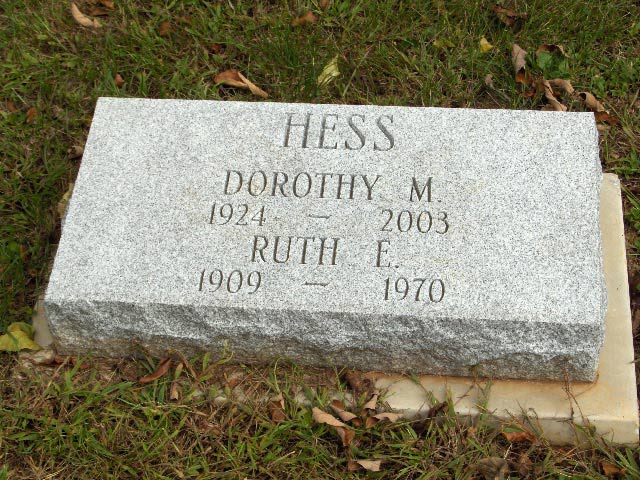 HESS
DOROTHY M.
1924 – 2003
RUTH E.
1909 – 1970